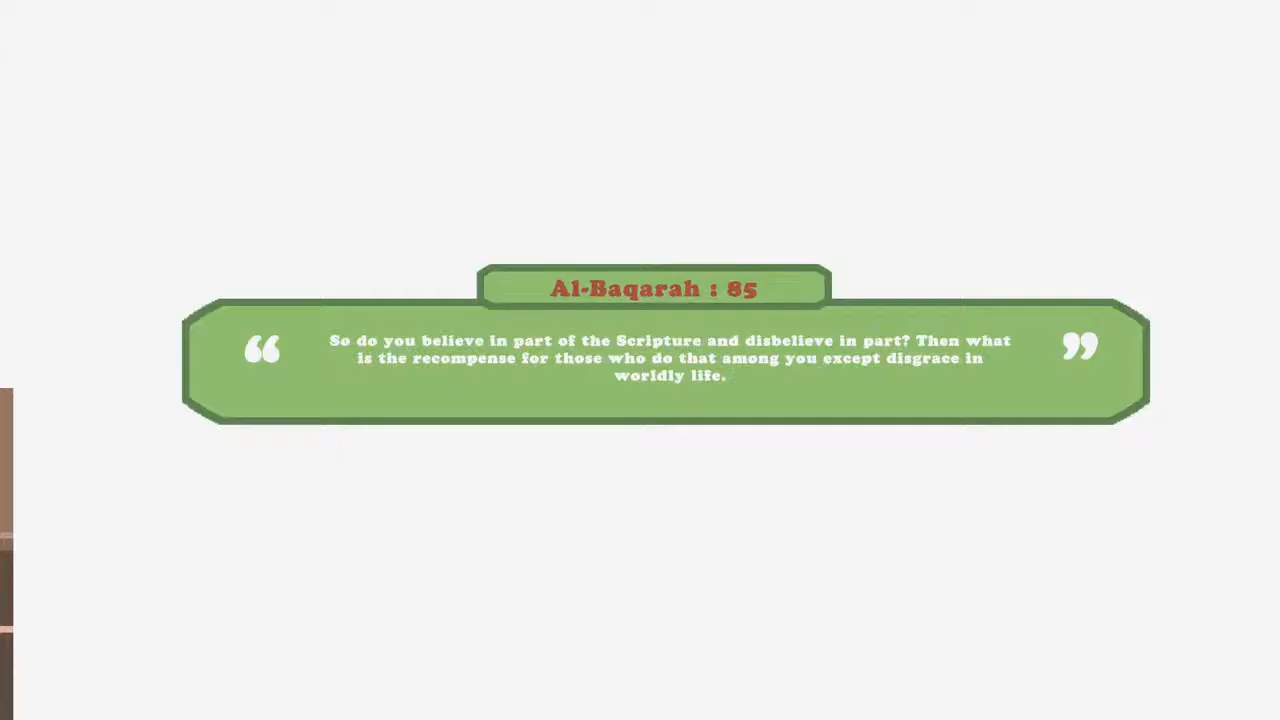 Al-Baqarah : 85
“ So do you believe in part of the Scripture and disbelieve in part? Then what ”
is the recompense for those who do that among you except disgrace in
worldly life.